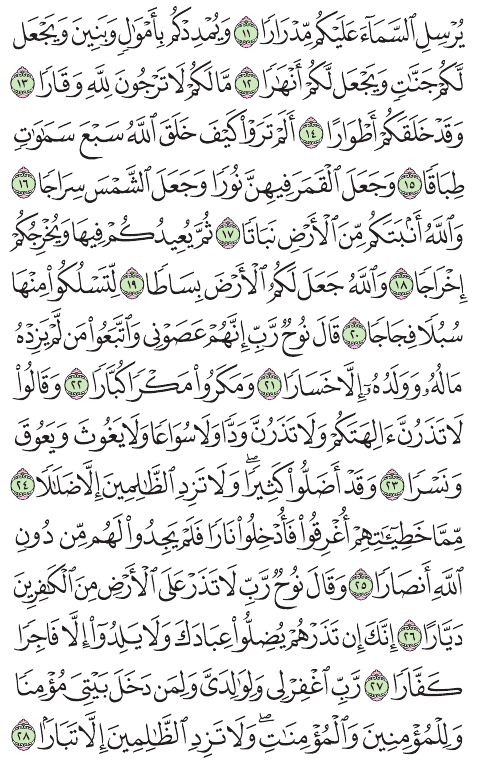 يُرْسِلِ ٱلسَّمَآءَ عَلَيْكُم مِّدْرَارًا ١١ وَيُمْدِدْكُم بِأَمْوَٰلٍ وَبَنِينَ وَيَجْعَل
لَّكُمْ جَنَّٰتٍ وَيَجْعَل لَّكُمْ أَنْهَٰرًا ١٢ مَّا لَكُمْ لَا تَرْجُونَ لِلَّهِ وَقَارًا ١٣
وَقَدْ خَلَقَكُمْ أَطْوَارًا ١٤ أَلَمْ تَرَوْا۟ كَيْفَ خَلَقَ ٱللَّهُ سَبْعَ سَمَٰوَٰتٍ
طِبَاقًا ١٥ وَجَعَلَ ٱلْقَمَرَ فِيهِنَّ نُورًا وَجَعَلَ ٱلشَّمْسَ سِرَاجًا ١٦
وَٱللَّهُ أَنۢبَتَكُم مِّنَ ٱلْأَرْضِ نَبَاتًا ١٧ ثُمَّ يُعِيدُكُمْ فِيهَا وَيُخْرِجُكُمْ
إِخْرَاجًا ١٨ وَٱللَّهُ جَعَلَ لَكُمُ ٱلْأَرْضَ بِسَاطًا ١٩ لِّتَسْلُكُوا۟ مِنْهَا
سُبُلًا فِجَاجًا ٢٠ قَالَ نُوحٌ رَّبِّ إِنَّهُمْ عَصَوْنِى وَٱتَّبَعُوا۟ مَن لَّمْ يَزِدْهُ
مَالُهُۥ وَوَلَدُهُۥٓ إِلَّا خَسَارًا ٢١ وَمَكَرُوا۟ مَكْرًا كُبَّارًا ٢٢ وَقَالُوا۟
لَا تَذَرُنَّ ءَالِهَتَكُمْ وَلَا تَذَرُنَّ وَدًّا وَلَا سُوَاعًا وَلَا يَغُوثَ وَيَعُوقَ
وَنَسْرًا ٢٣ وَقَدْ أَضَلُّوا۟ كَثِيرًا ۖ وَلَا تَزِدِ ٱلظَّٰلِمِينَ إِلَّا ضَلَٰلًا ٢٤
مِّمَّا خَطِيٓـَٰٔتِهِمْ أُغْرِقُوا۟ فَأُدْخِلُوا۟ نَارًا فَلَمْ يَجِدُوا۟ لَهُم مِّن دُونِ
ٱللَّهِ أَنصَارًا ٢٥ وَقَالَ نُوحٌ رَّبِّ لَا تَذَرْ عَلَى ٱلْأَرْضِ مِنَ ٱلْكَٰفِرِينَ
دَيَّارًا ٢٦ إِنَّكَ إِن تَذَرْهُمْ يُضِلُّوا۟ عِبَادَكَ وَلَا يَلِدُوٓا۟ إِلَّا فَاجِرًا
كَفَّارًا ٢٧ رَّبِّ ٱغْفِرْ لِى وَلِوَٰلِدَىَّ وَلِمَن دَخَلَ بَيْتِىَ مُؤْمِنًا
وَلِلْمُؤْمِنِينَ وَٱلْمُؤْمِنَٰتِ ۖ وَلَا تَزِدِ ٱلظَّٰلِمِينَ إِلَّا تَبَارًۢا ٢٨